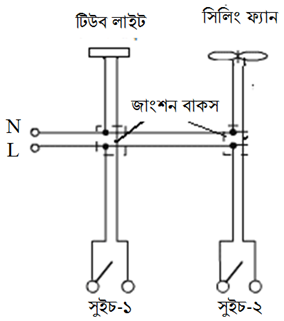 টিউব লাইট
সিলিং ফ্যান
জাংশন বাকস
N
L
সুইচ-১
সুইচ-২